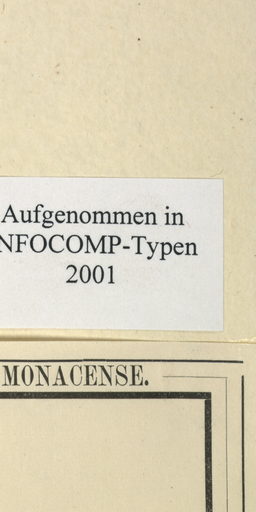 Aufgenommen in
NFOCOMP-Typen
2001
MONACENSE.